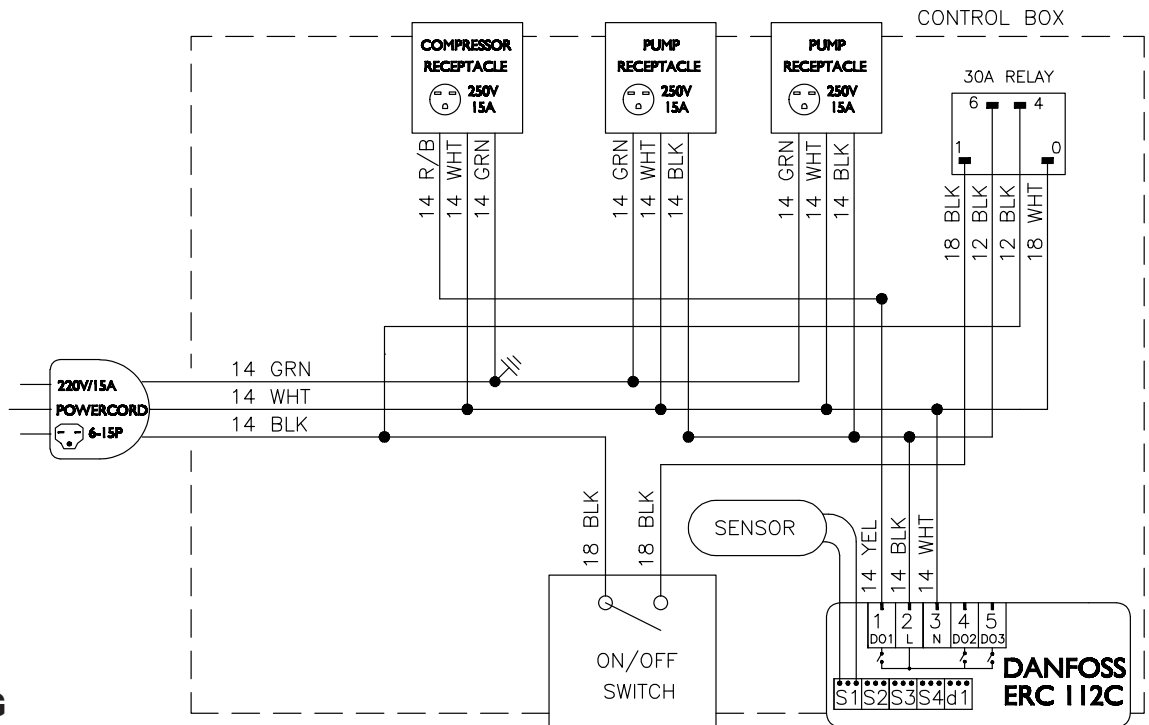 CONTROL BOX
COMPRESSOR
RECEPTACLE
250V
15A
PUMP
RECEPTACLE
250V
15A
PUMP
RECEPTACLE
250V
15A
30A RELAY
6 4
1 0
14 R/B
14 WHT
14 GRN
14 GRN
14 WHT
14 BLK
14 GRN
14 WHT
14 BLK
18 BLK
12 BLK
12 BLK
18 WHT
220V/15A
POWERCORD
6-15P
14 GRN
14 WHT
14 BLK
18 BLK
18 BLK
SENSOR
14 YEL
14 BLK
14 WHT
ON/OFF
SWITCH
1 2 3 4 5
DO1 L N DO2 DO3
S1 S2 S3 S4 d1
DANFOSS
ERC 112C
G